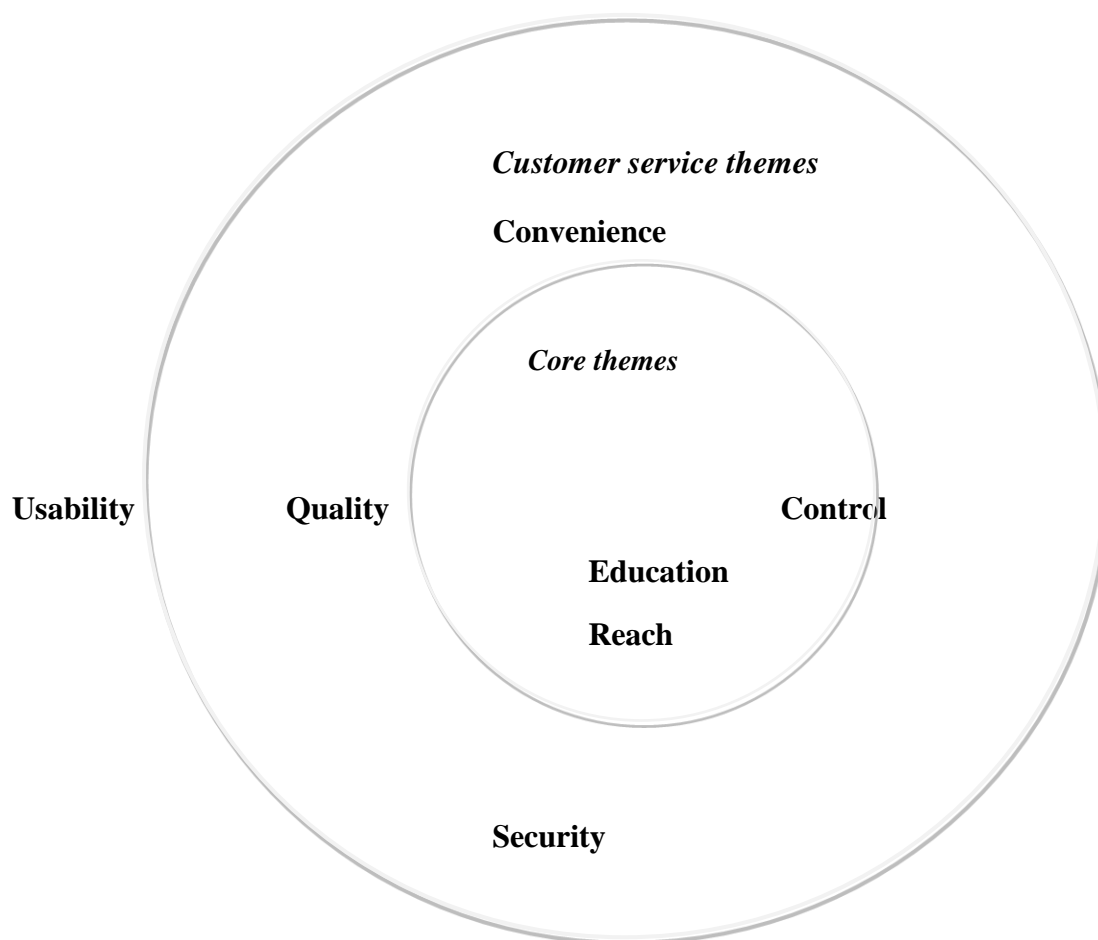 Customer service themes
Convenience
Core themes
Usability Quality Control
Education
Reach
Security